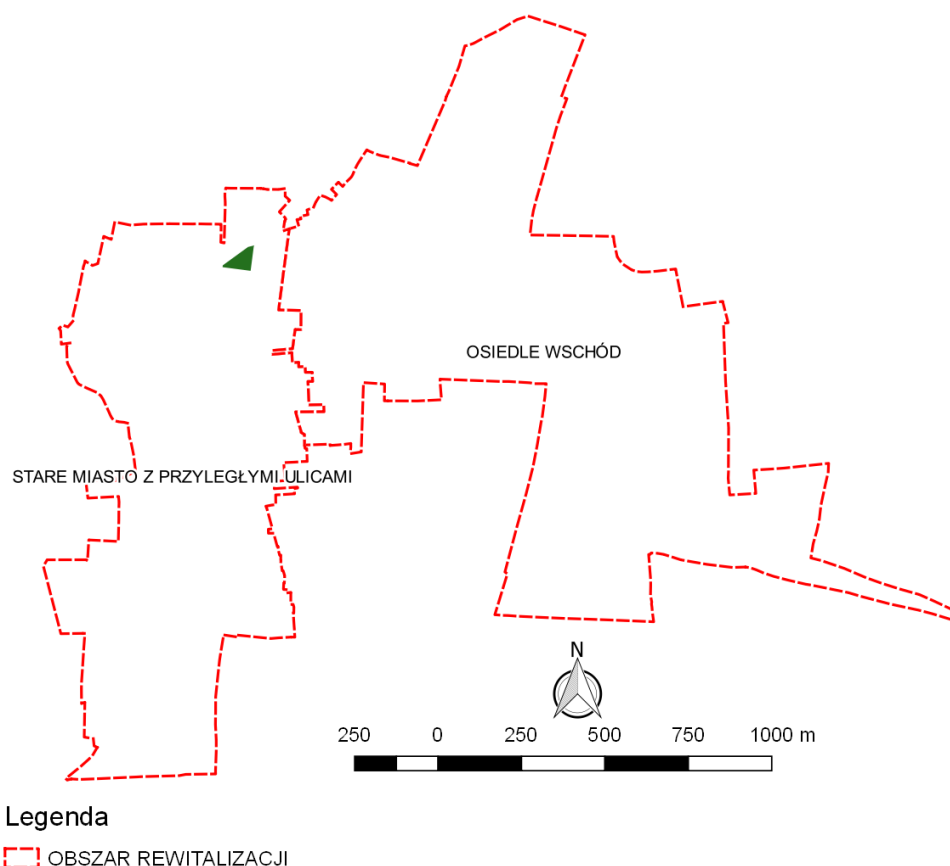 OSIEDLE WSCHÓD
STARE MIASTO Z PRZYLEGŁYMI ULICAMI
N
250 0 250 500 750 1000 m
Legenda
OBSZAR REWITALIZACJI